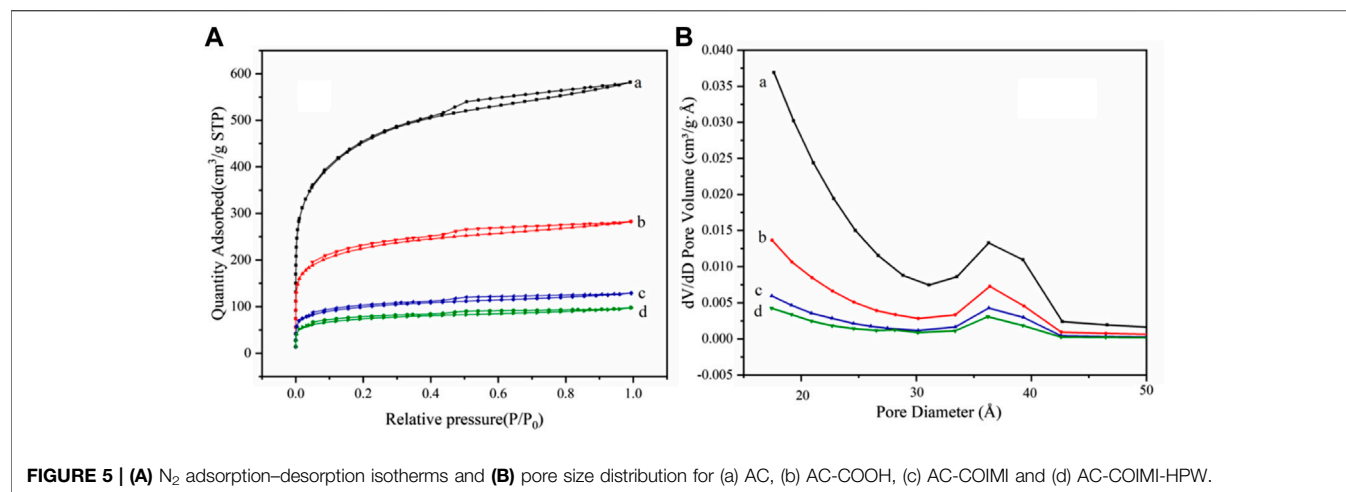 A
B
Quantity Adsorbed(cm³/g STP)
600
500
400
300
200
100
0
a
b
c
d
0.0 0.2 0.4 0.6 0.8 1.0
Relative pressure(P/P₀)
dV/dD Pore Volume (cm³/g·Å)
0.040
0.035
0.030
0.025
0.020
0.015
0.010
0.005
0.000
-0.005
a
b
c
d
20 30 40 50
Pore Diameter (Å)
FIGURE 5 | (A) N₂ adsorption–desorption isotherms and (B) pore size distribution for (a) AC, (b) AC-COOH, (c) AC-COIMI and (d) AC-COIMI-HPW.